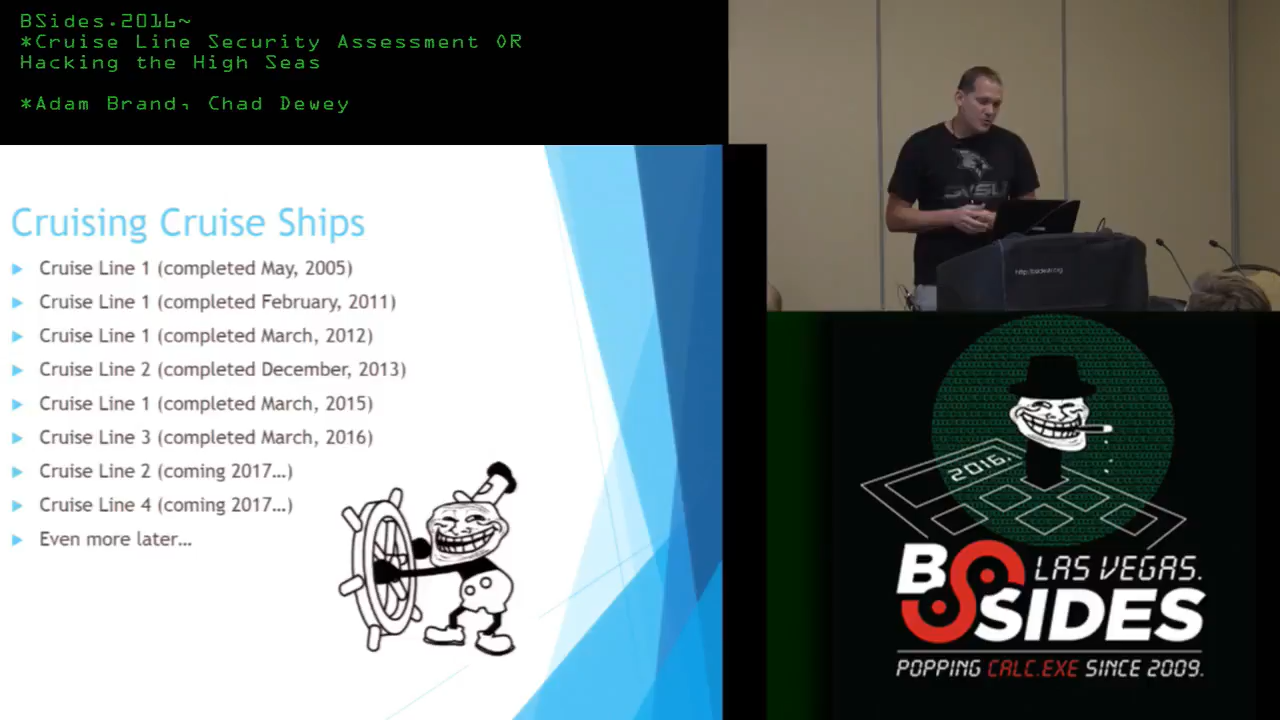 BSides.2016~
*Cruise Line Security Assessment OR
Hacking the High Seas
*Adam Brand, Chad Dewey
Cruising Cruise Ships
Cruise Line 1 (completed May, 2005)
Cruise Line 1 (completed February, 2011)
Cruise Line 1 (completed March, 2012)
Cruise Line 2 (completed December, 2013)
Cruise Line 1 (completed March, 2015)
Cruise Line 3 (completed March, 2016)
Cruise Line 2 (coming 2017…)
Cruise Line 4 (coming 2017…)
Even more later…
SVSU
2016.
BSIDES
LAS VEGAS.
POPPING CALC.EXE SINCE 2009.